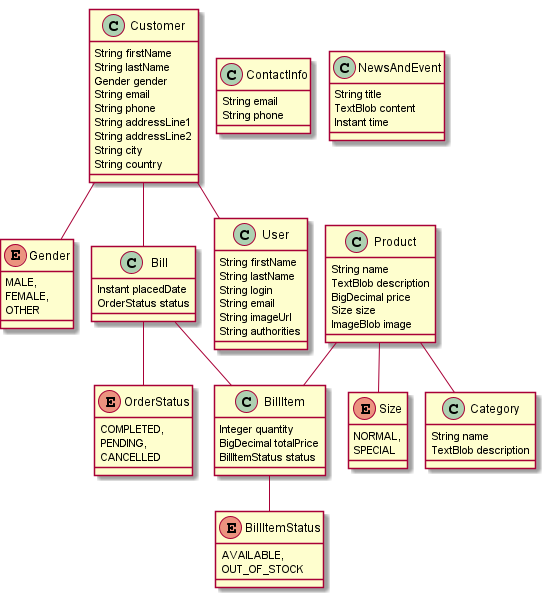 C Customer
String firstName
String lastName
Gender gender
String email
String phone
String addressLine1
String addressLine2
String city
String country
C ContactInfo
String email
String phone
C NewsAndEvent
String title
TextBlob content
Instant time
E Gender
MALE,
FEMALE,
OTHER
C Bill
Instant placedDate
OrderStatus status
C User
String firstName
String lastName
String login
String email
String imageUrl
String authorities
C Product
String name
TextBlob description
BigDecimal price
Size size
ImageBlob image
E OrderStatus
COMPLETED,
PENDING,
CANCELLED
C BillItem
Integer quantity
BigDecimal totalPrice
BillItemStatus status
E Size
NORMAL,
SPECIAL
C Category
String name
TextBlob description
E BillItemStatus
AVAILABLE,
OUT_OF_STOCK